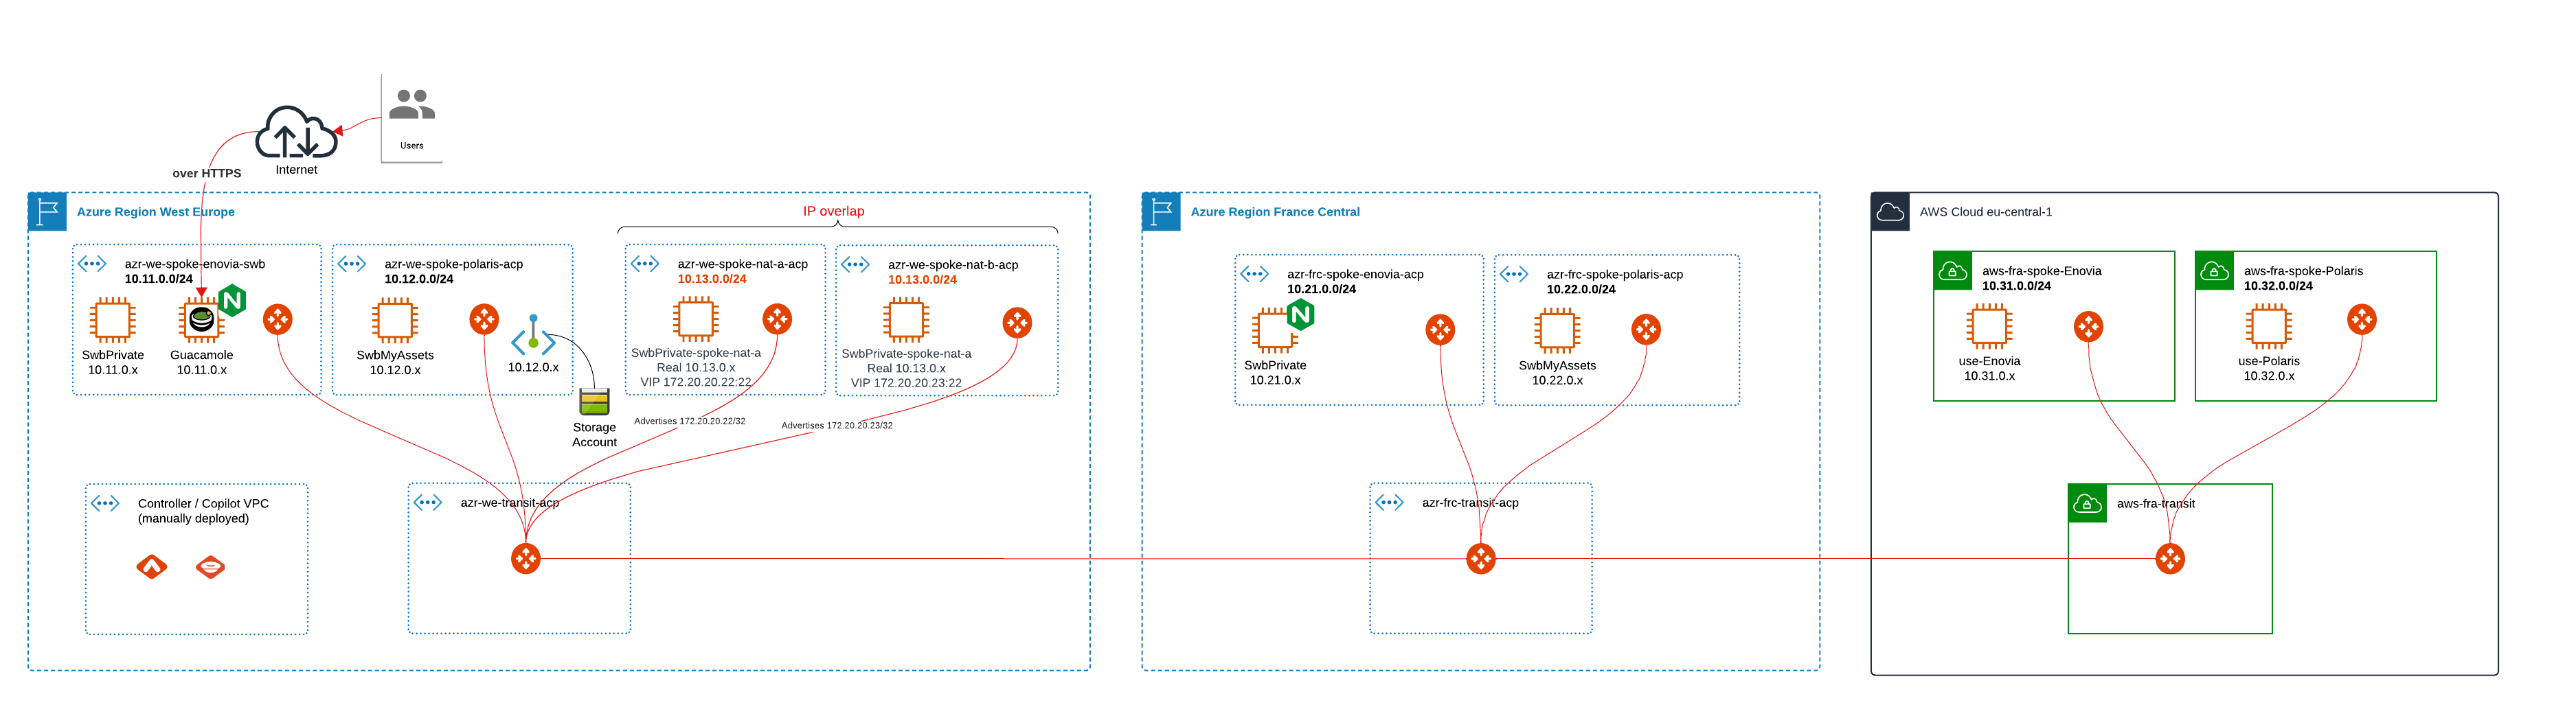 Users
Internet
over HTTPS
Azure Region West Europe
IP overlap
azr-we-spoke-enovia-swb
10.11.0.0/24
SwbPrivate
10.11.0.x
Guacamole
10.11.0.x
azr-we-spoke-polaris-acp
10.12.0.0/24
SwbMyAssets
10.12.0.x
10.12.0.x
Storage
Account
azr-we-spoke-nat-a-acp
10.13.0.0/24
SwbPrivate-spoke-nat-a
Real 10.13.0.x
VIP 172.20.20.22:22
azr-we-spoke-nat-b-acp
10.13.0.0/24
SwbPrivate-spoke-nat-a
Real 10.13.0.x
VIP 172.20.20.23:22
Advertises 172.20.20.22/32
Advertises 172.20.20.23/32
Controller / Copilot VPC
(manually deployed)
azr-we-transit-acp
Azure Region France Central
azr-frc-spoke-enovia-acp
10.21.0.0/24
SwbPrivate
10.21.0.x
azr-frc-spoke-polaris-acp
10.22.0.0/24
SwbMyAssets
10.22.0.x
azr-frc-transit-acp
AWS Cloud eu-central-1
aws-fra-spoke-Enovia
10.31.0.0/24
use-Enovia
10.31.0.x
aws-fra-spoke-Polaris
10.32.0.0/24
use-Polaris
10.32.0.x
aws-fra-transit